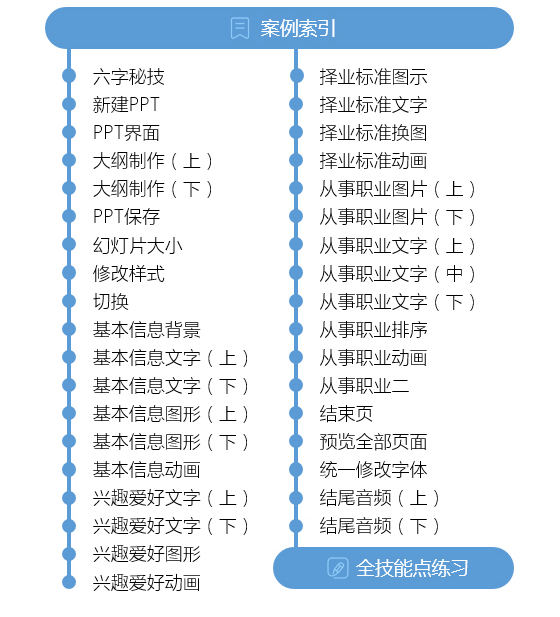 案例索引
六字秘技
新建PPT
PPT界面
大纲制作（上）
大纲制作（下）
PPT保存
幻灯片大小
修改样式
切换
基本信息背景
基本信息文字（上）
基本信息文字（下）
基本信息图形（上）
基本信息图形（下）
基本信息动画
兴趣爱好文字（上）
兴趣爱好文字（下）
兴趣爱好图形
兴趣爱好动画
择业标准图示
择业标准文字
择业标准换图
择业标准动画
从事职业图片（上）
从事职业图片（下）
从事职业文字（上）
从事职业文字（中）
从事职业文字（下）
从事职业排序
从事职业动画
从事职业二
结束页
预览全部页面
统一修改字体
结尾音频（上）
结尾音频（下）
全技能点练习